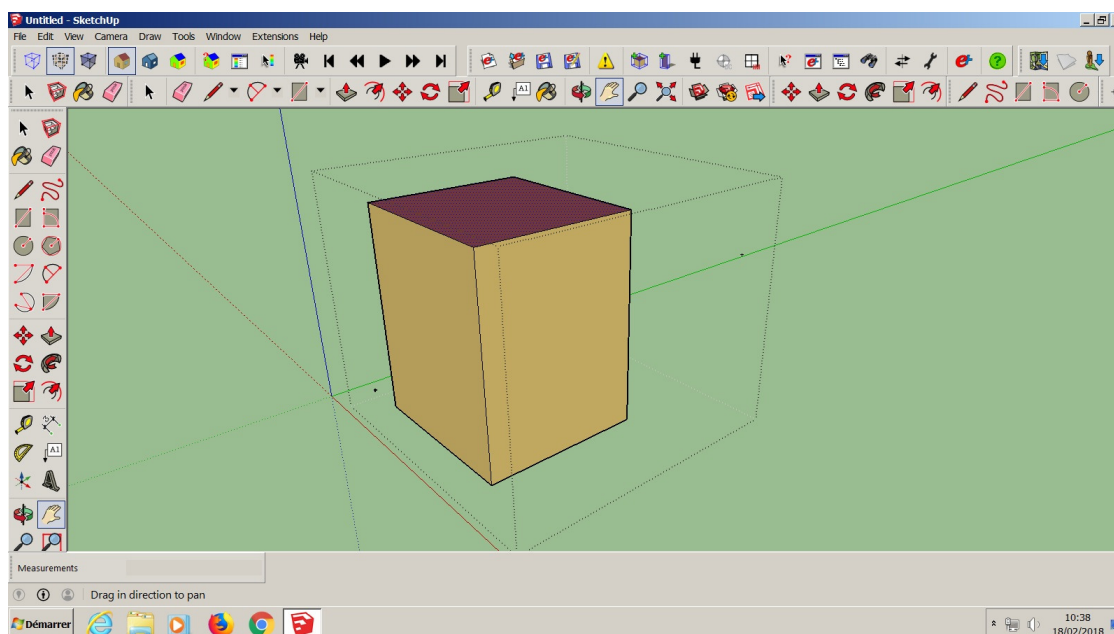 Untitled - SketchUp
File Edit View Camera Draw Tools Window Extensions Help
A1
A1
Measurements
Drag in direction to pan
Démarrer
10:38
18/02/2018